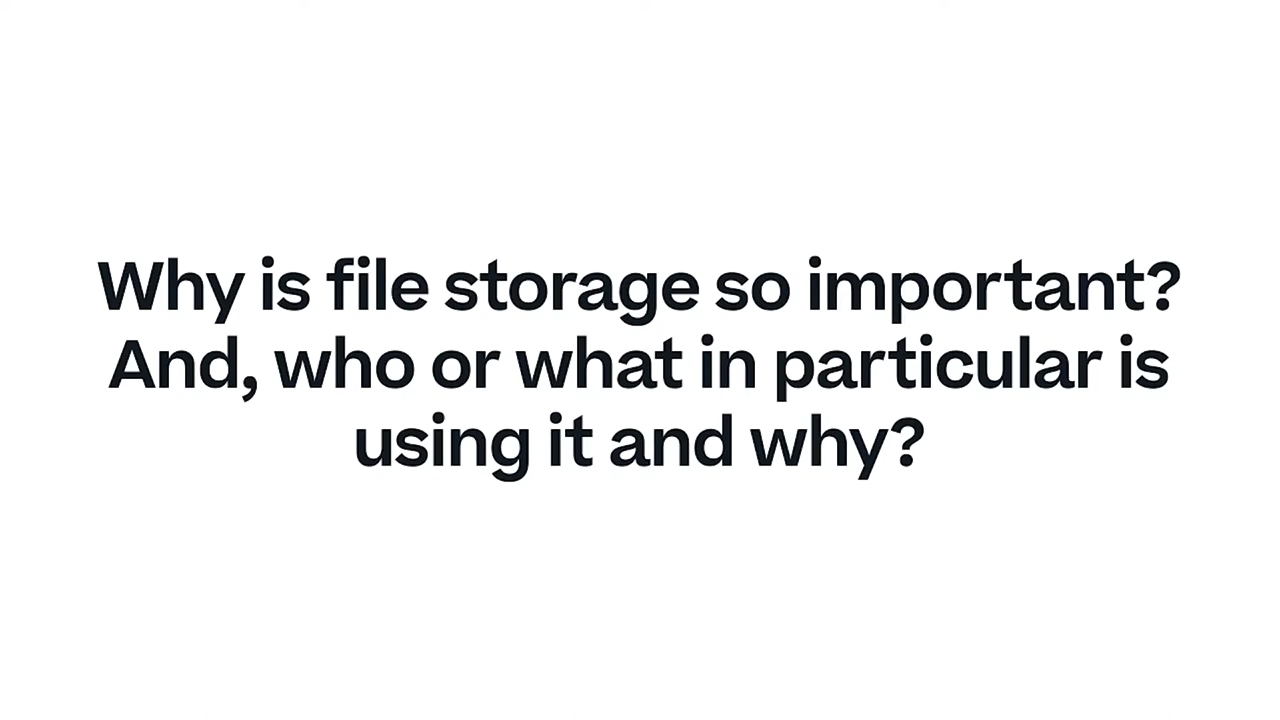 Why is file storage so important?
And, who or what in particular is
using it and why?